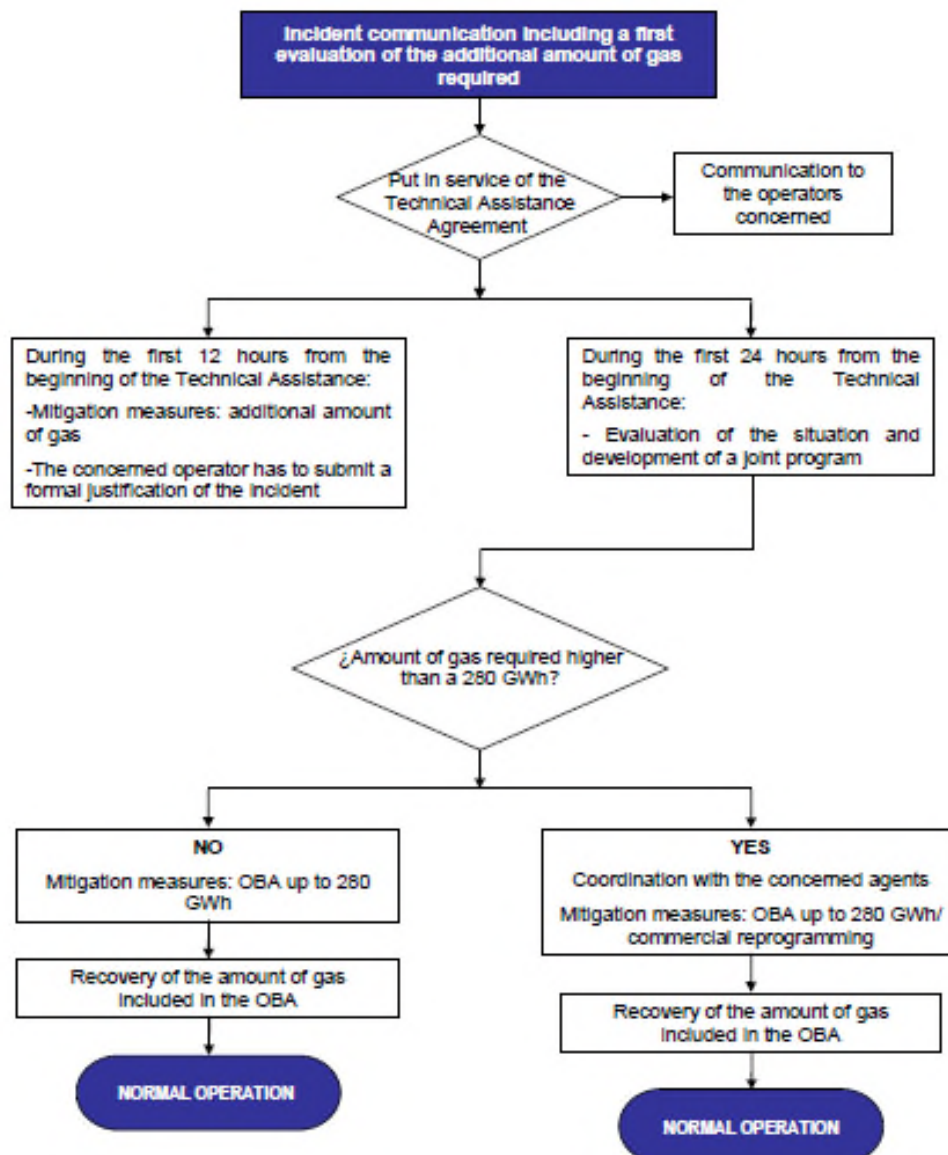 Incident communication including a first
evaluation of the additional amount of gas
required
Put in service of the
Technical Assistance
Agreement
Communication to
the operators
concerned
During the first 12 hours from the
beginning of the Technical Assistance:
-Mitigation measures: additional amount
of gas
-The concerned operator has to submit a
formal justification of the incident
During the first 24 hours from the
beginning of the Technical
Assistance:
- Evaluation of the situation and
development of a joint program
¿Amount of gas required higher
than a 280 GWh?
NO
Mitigation measures: OBA up to 280
GWh
Recovery of the amount of gas
included in the OBA
NORMAL OPERATION
YES
Coordination with the concerned agents
Mitigation measures: OBA up to 280 GWh/
commercial reprogramming
Recovery of the amount of gas
included in the OBA
NORMAL OPERATION